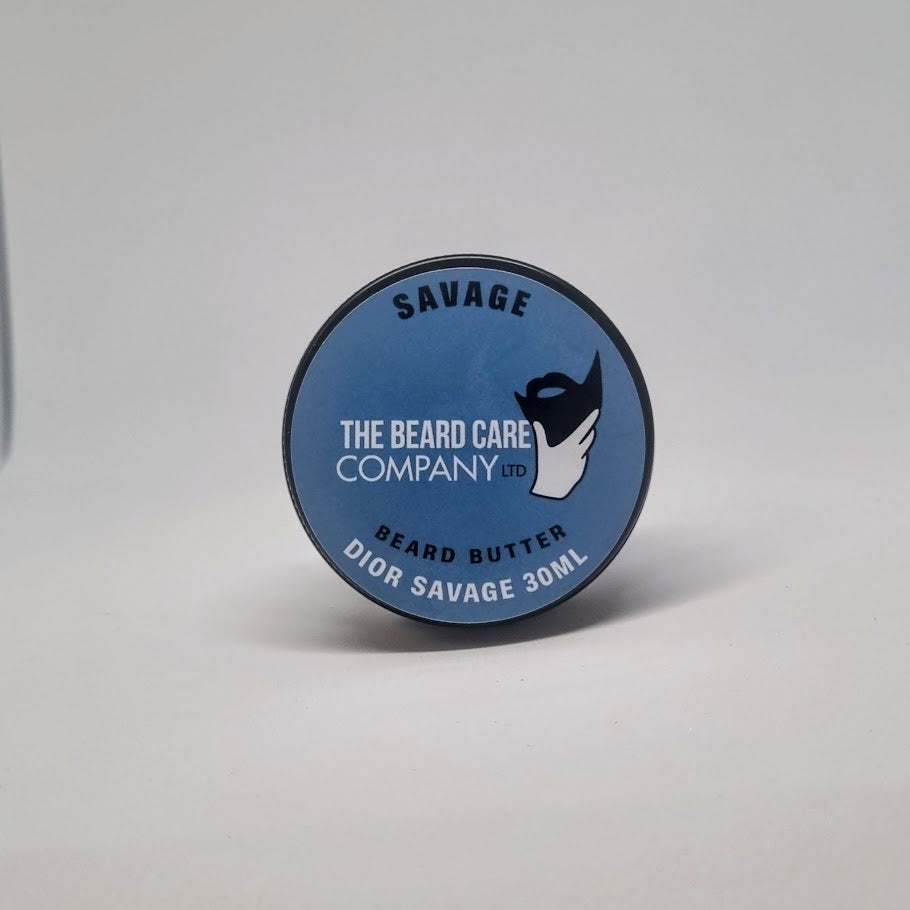 SAVAGE
THE BEARD CARE
COMPANY LTD
BEARD BUTTER
DIOR SAVAGE 30ML